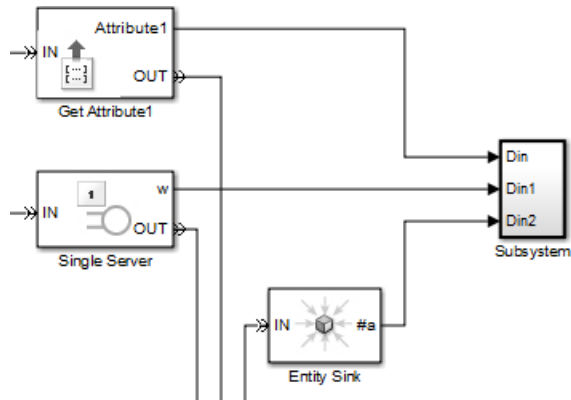 Attribute1
IN
[...]
OUT
Get Attribute1
Din
1
w
Din1
IN
OUT
Din2
Single Server
Subsystem
IN
#a
Entity Sink